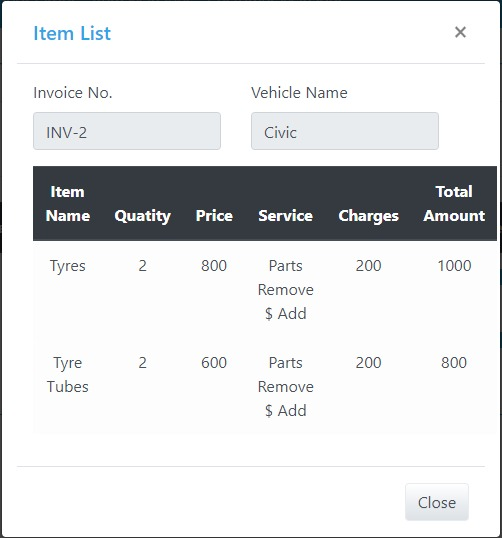 Item List ×
Invoice No. Vehicle Name
INV-2 Civic
Item Name Quatity Price Service Charges Total Amount
Tyres 2 800 Parts Remove $ Add 200 1000
Tyre Tubes 2 600 Parts Remove $ Add 200 800
Close